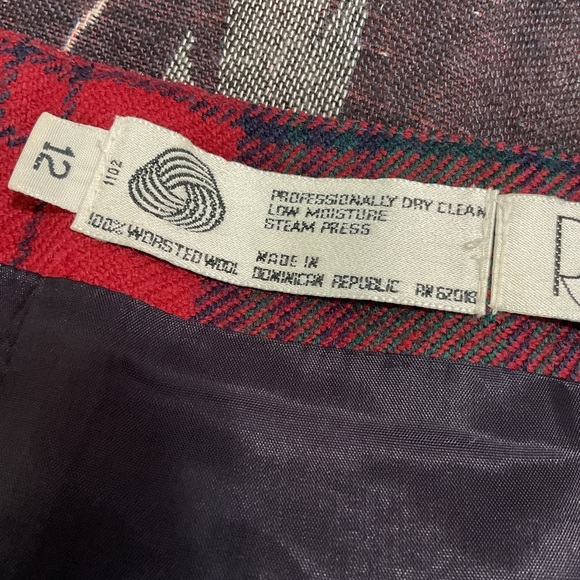 12
1102
PROFESSIONALLY DRY CLEAN
LOW MOISTURE
STEAM PRESS
100% WORSTED WOOL
MADE IN
DOMINICAN REPUBLIC RN 62018